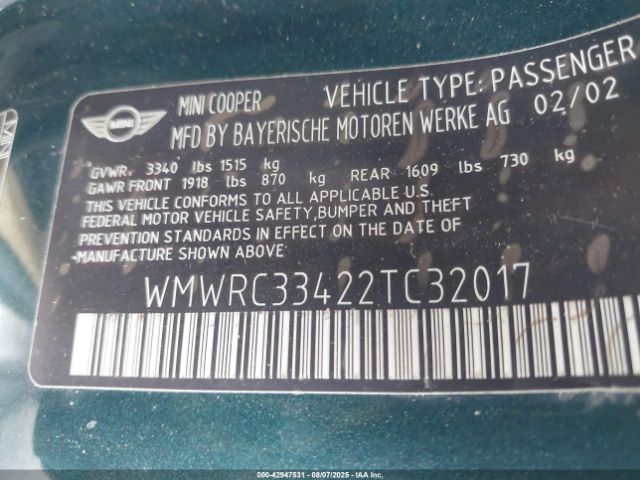 MINI COOPER VEHICLE TYPE: PASSENGER
MFD BY BAYERISCHE MOTOREN WERKE AG 02/02
GVWR. 3340 lbs 1515 kg
GAWR FRONT 1918 lbs 870 kg REAR 1609 lbs 730 kg
THIS VEHICLE CONFORMS TO ALL APPLICABLE U.S.
FEDERAL MOTOR VEHICLE SAFETY,BUMPER AND THEFT
PREVENTION STANDARDS IN EFFECT ON THE DATE OF
MANUFACTURE SHOWN ABOVE
WMWRC33422TC32017
000-42947531 - 08/07/2025 - IAAI.COM